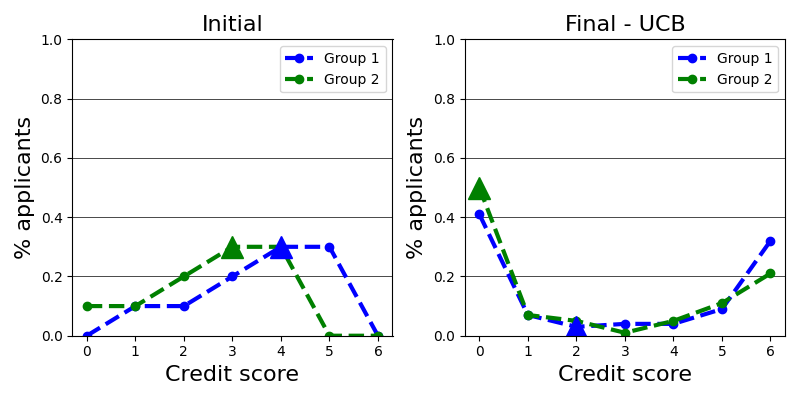 Initial
Final - UCB
% applicants
1.0
0.8
0.6
0.4
0.2
0.0
Group 1
Group 2
0 1 2 3 4 5 6
Credit score
% applicants
1.0
0.8
0.6
0.4
0.2
0.0
Group 1
Group 2
0 1 2 3 4 5 6
Credit score